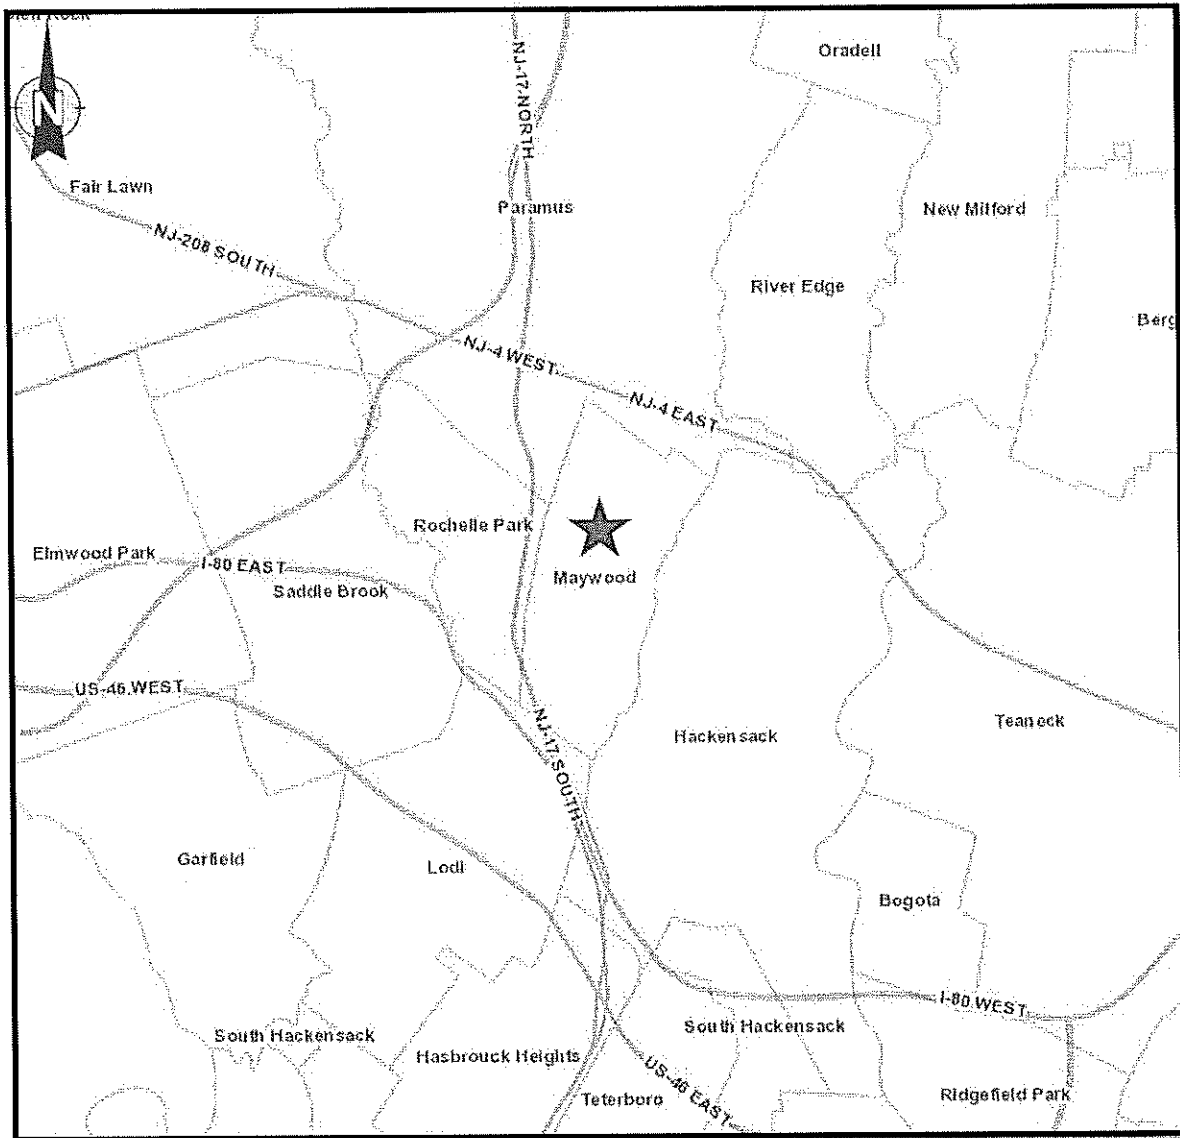 Rock
Oradell
NJ-17 NORTH
N
Fair Lawn
Paramus
New Milford
NJ-208 SOUTH
River Edge
Berg
NJ-4 WEST
NJ-4 EAST
Rochelle Park
Elmwood Park
I-80 EAST
Maywood
Saddle Brook
US-46 WEST
Teaneck
NJ-17 SOUTH
Hackensack
Garfield
Lodi
Bogota
I-80 WEST
South Hackensack
South Hackensack
Hasbrouck Heights
US-46 EAST
Teterboro
Ridgefield Park